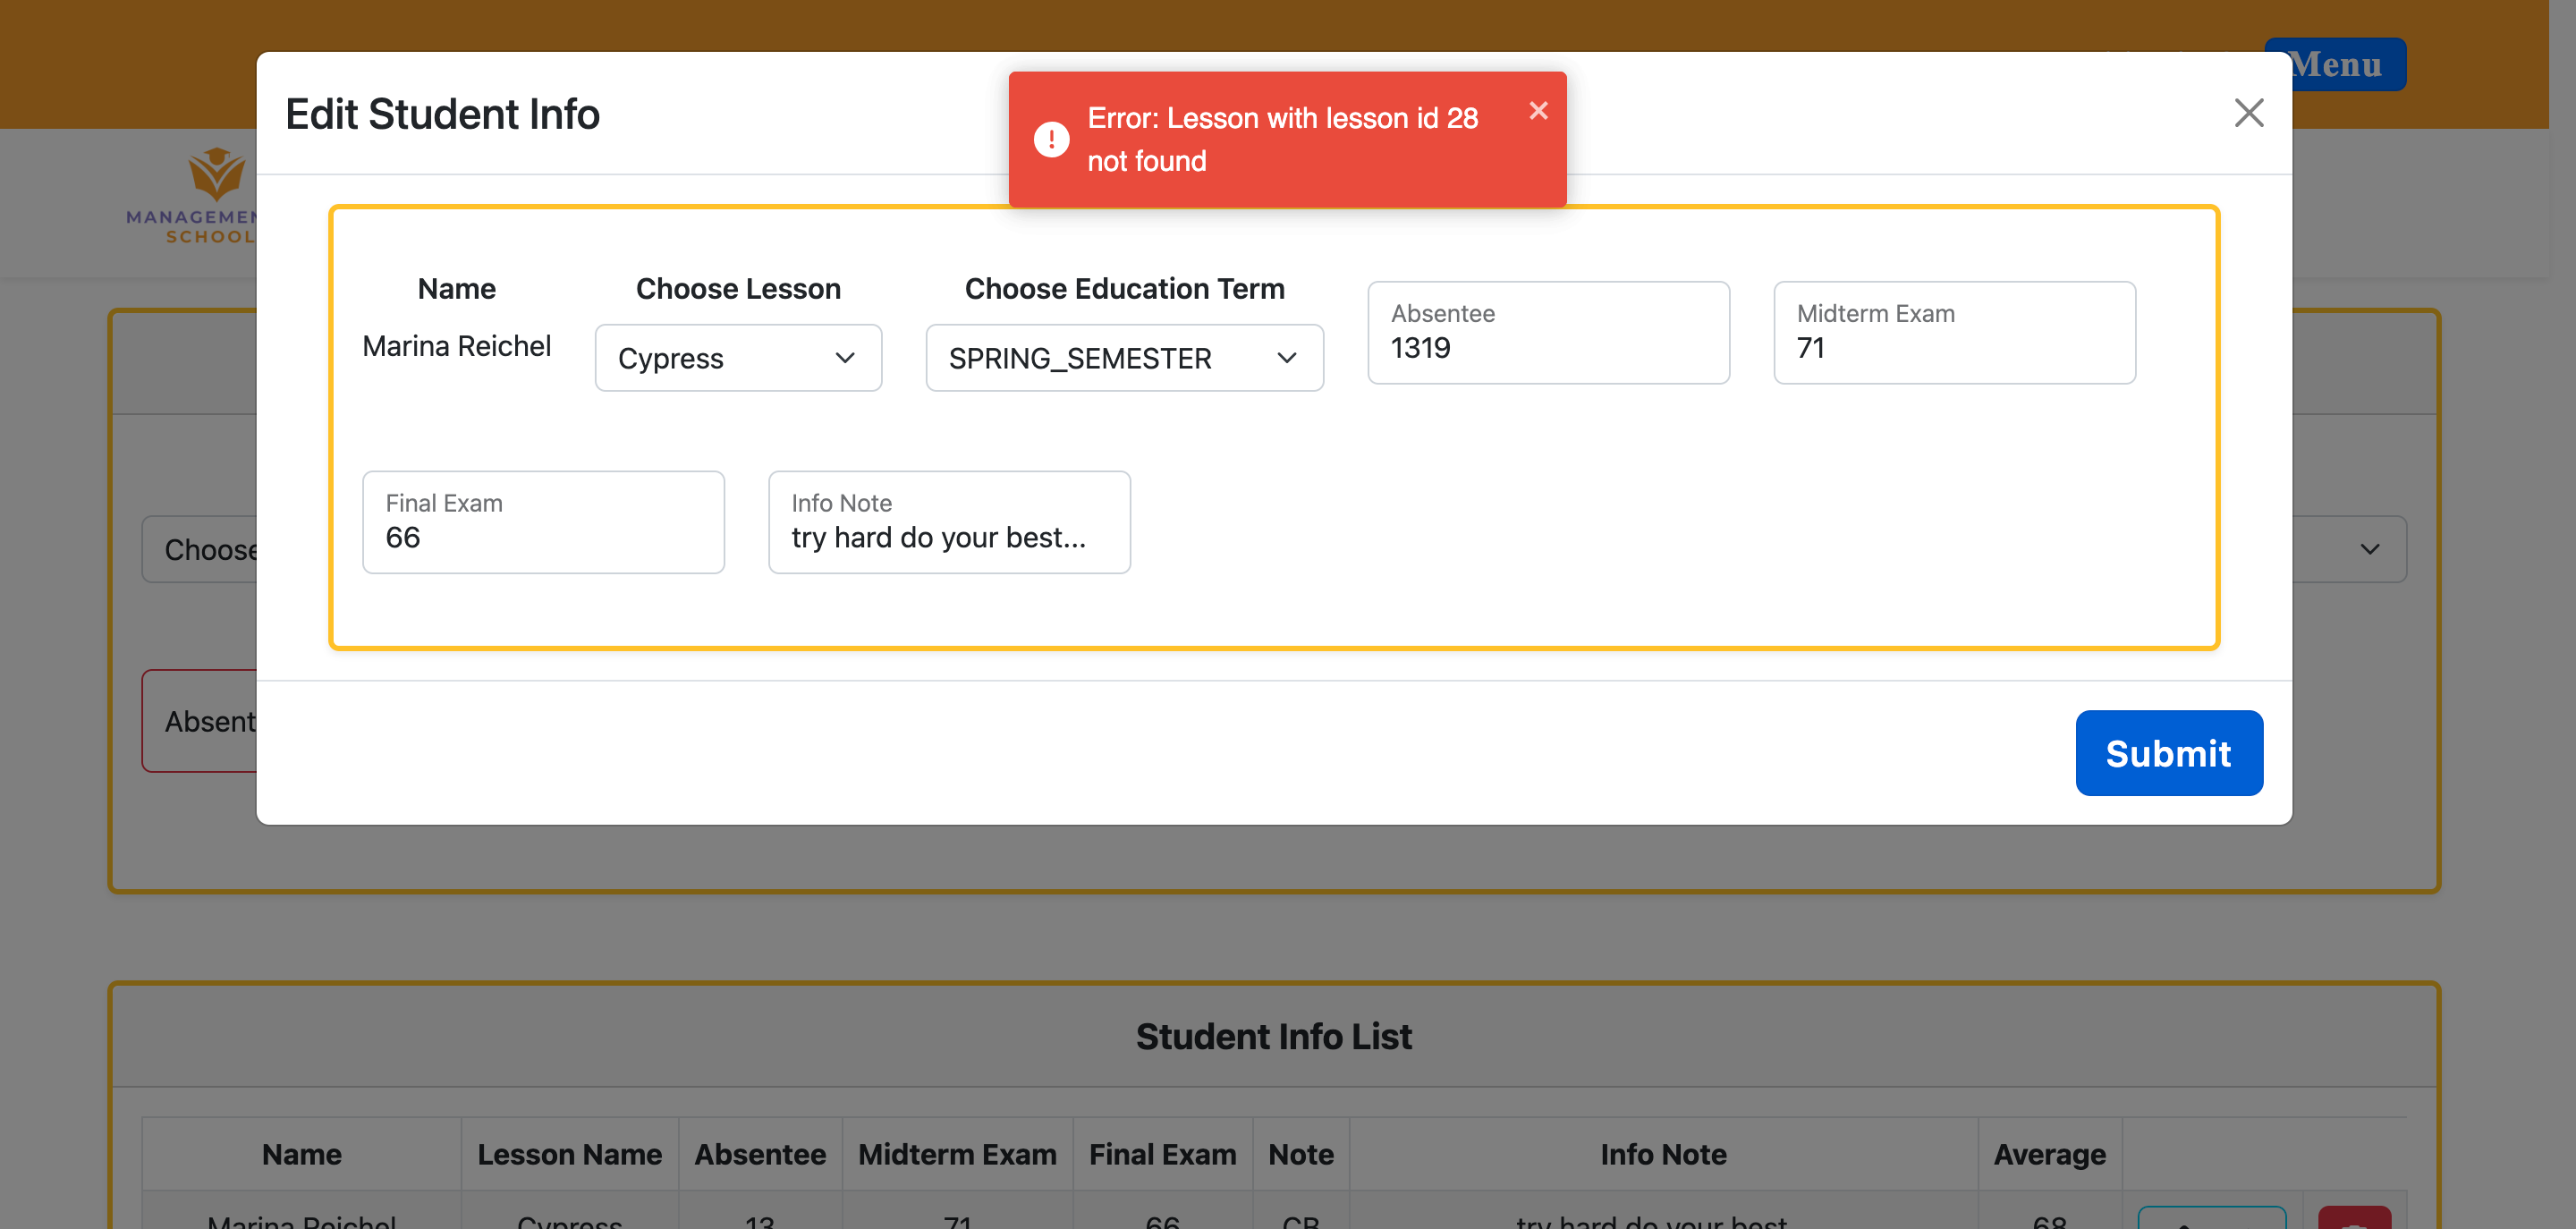 Menu
Edit Student Info
Error: Lesson with lesson id 28
not found
MANAGEMEN
SCHOOL
Name
Choose Lesson
Choose Education Term
Absentee
1319
Midterm Exam
71
Marina Reichel
Cypress
SPRING_SEMESTER
Final Exam
66
Info Note
try hard do your best...
Choose
Absent
Submit
Student Info List
Name Lesson Name Absentee Midterm Exam Final Exam Note Info Note Average
Marina Reichel Cypress 13 71 66 CB try hard do your best 68